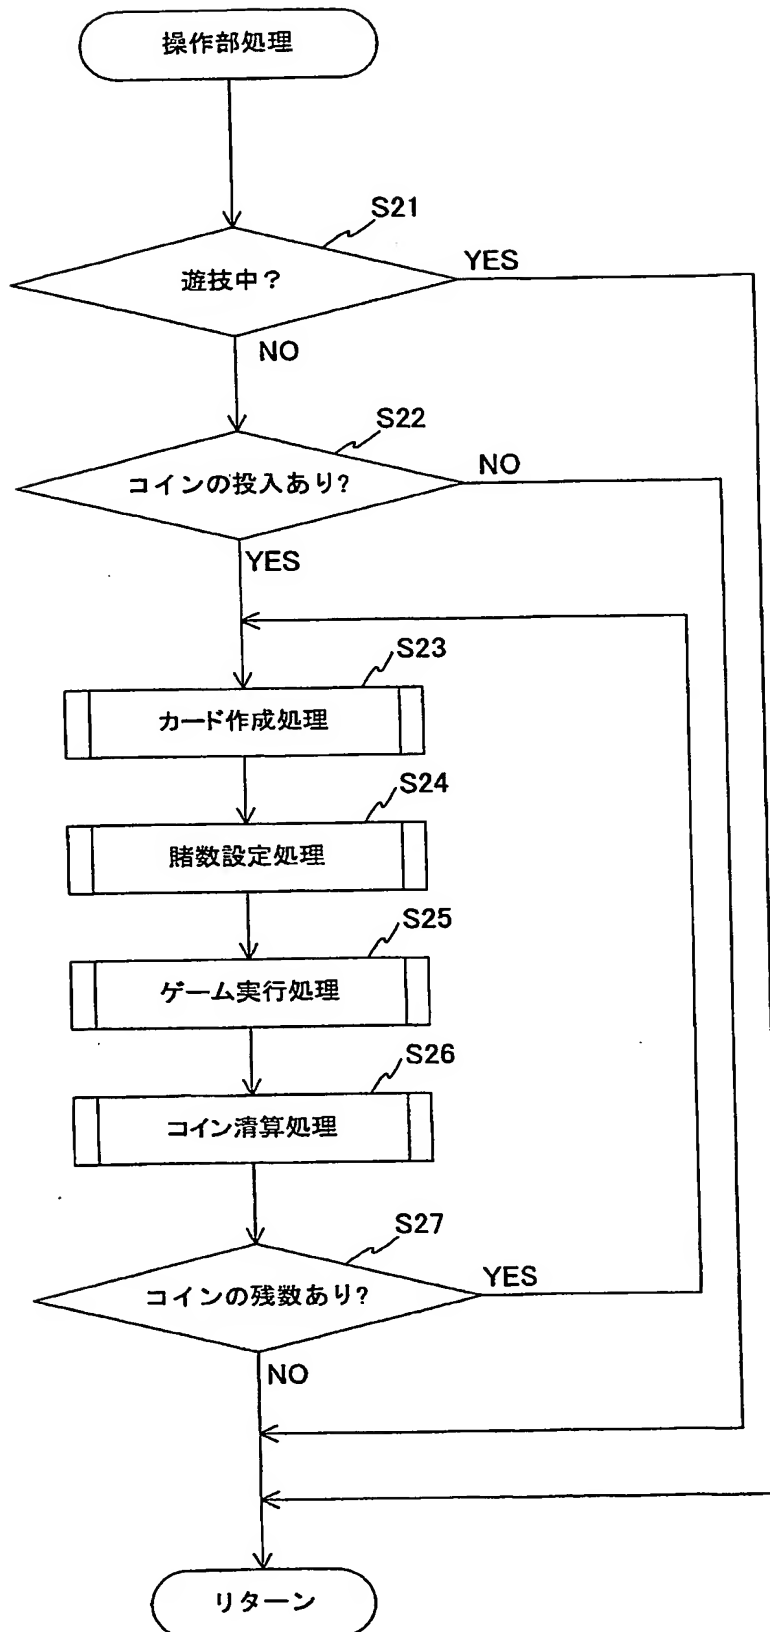 操作部処理
S21
遊技中?
YES
NO
S22
コインの投入あり?
NO
YES
S23
カード作成処理
S24
賭数設定処理
S25
ゲーム実行処理
S26
コイン清算処理
S27
コインの残数あり?
YES
NO
リターン